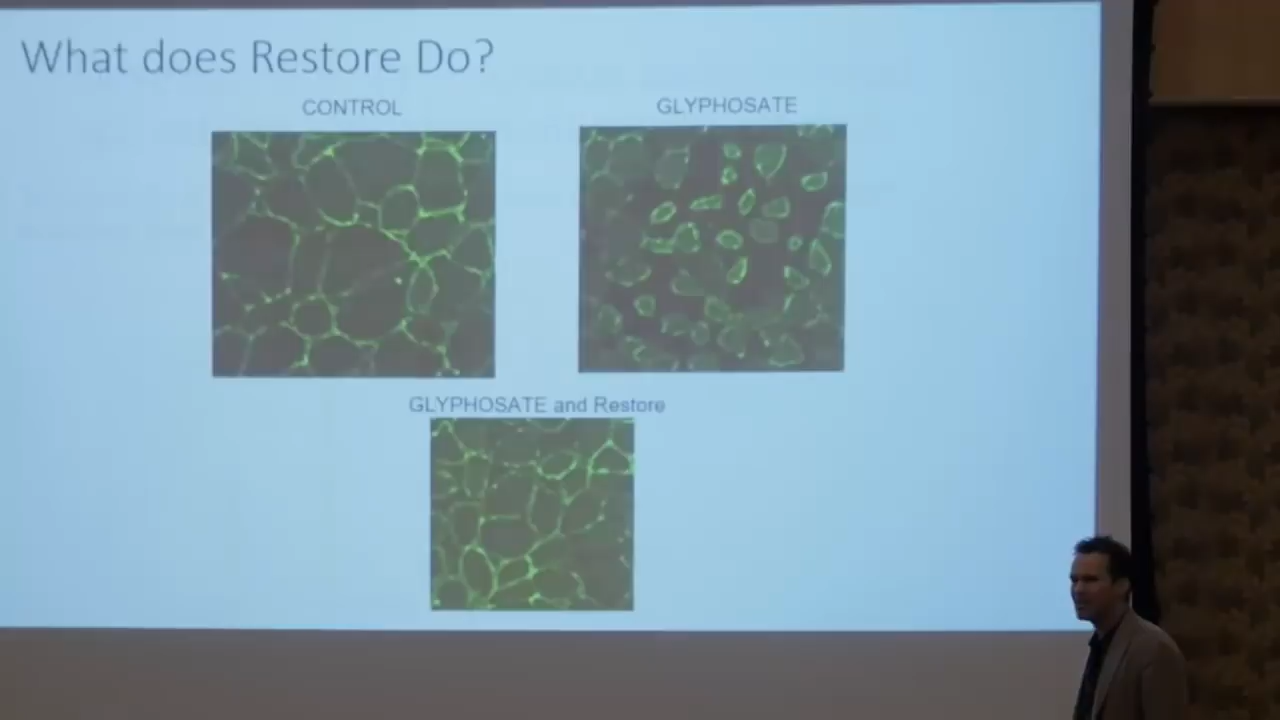 What does Restore Do?
CONTROL
GLYPHOSATE
GLYPHOSATE and Restore